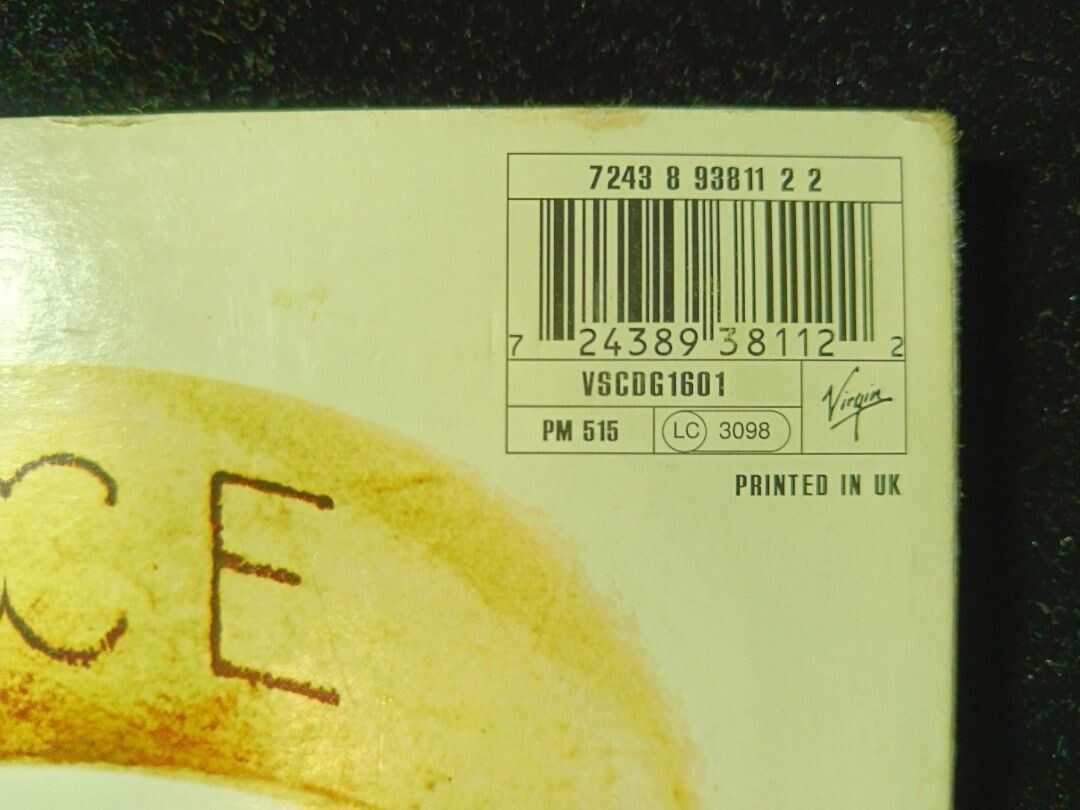 7243 8 93811 2 2
7 24389 38112 2
VSCDG1601
PM 515
LC 3098
Virgin
PRINTED IN UK
CE